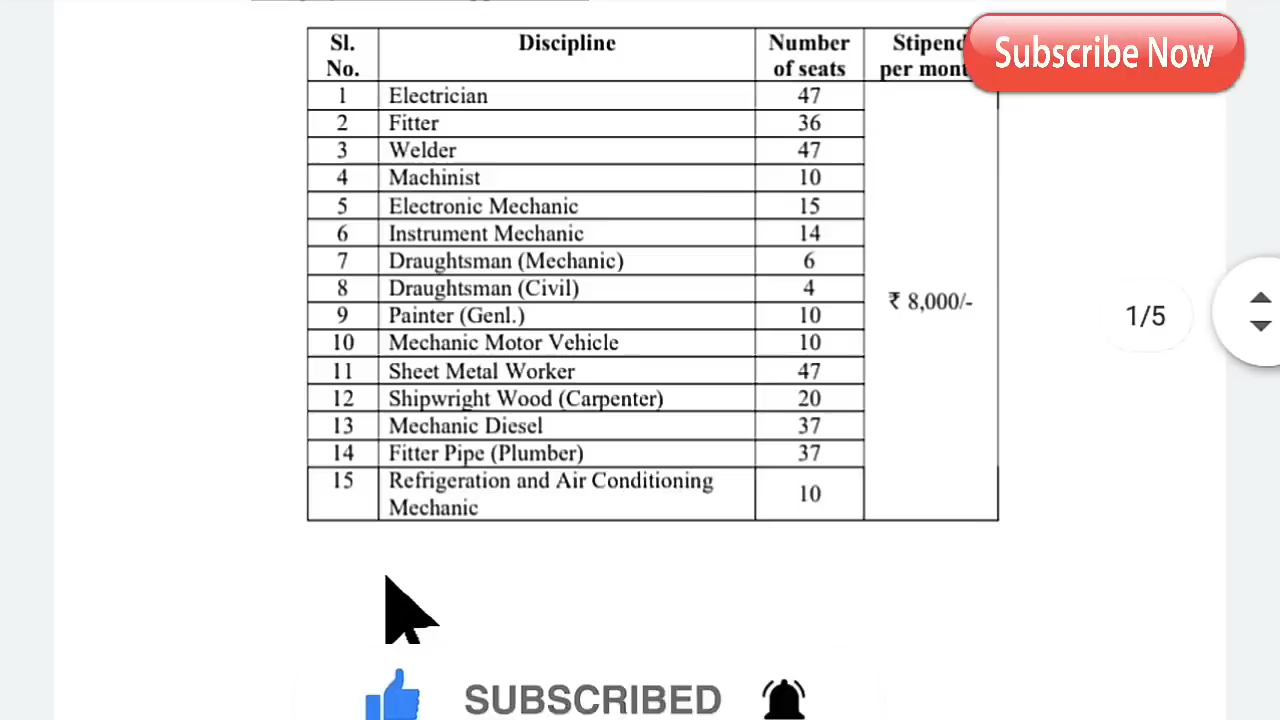 Sl. No. Discipline Number of seats Stipend per mont
1 Electrician 47
2 Fitter 36
3 Welder 47
4 Machinist 10
5 Electronic Mechanic 15
6 Instrument Mechanic 14
7 Draughtsman (Mechanic) 6
8 Draughtsman (Civil) 4
₹ 8,000/-
9 Painter (Genl.) 10
10 Mechanic Motor Vehicle 10
11 Sheet Metal Worker 47
12 Shipwright Wood (Carpenter) 20
13 Mechanic Diesel 37
14 Fitter Pipe (Plumber) 37
15 Refrigeration and Air Conditioning Mechanic 10
Subscribe Now
1/5
SUBSCRIBED